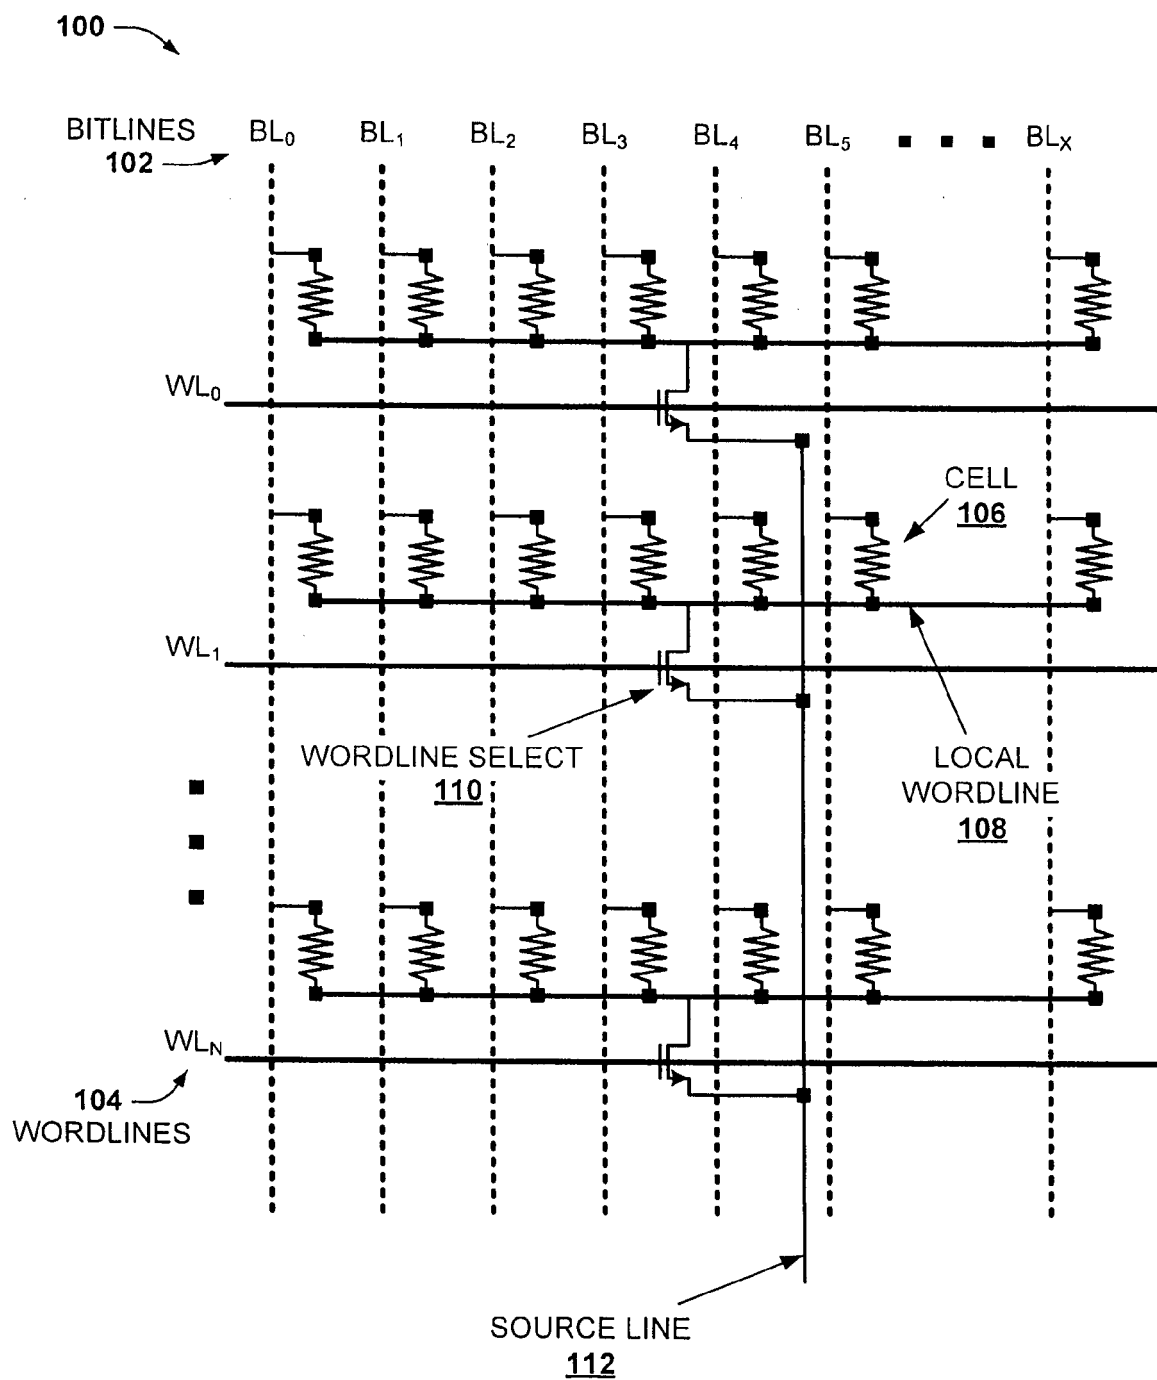 100
BITLINES
102
BL0 BL1 BL2 BL3 BL4 BL5 BLX
WL0
CELL
106
WL1
WORDLINE SELECT
110
LOCAL
WORDLINE
108
WLN
104
WORDLINES
SOURCE LINE
112